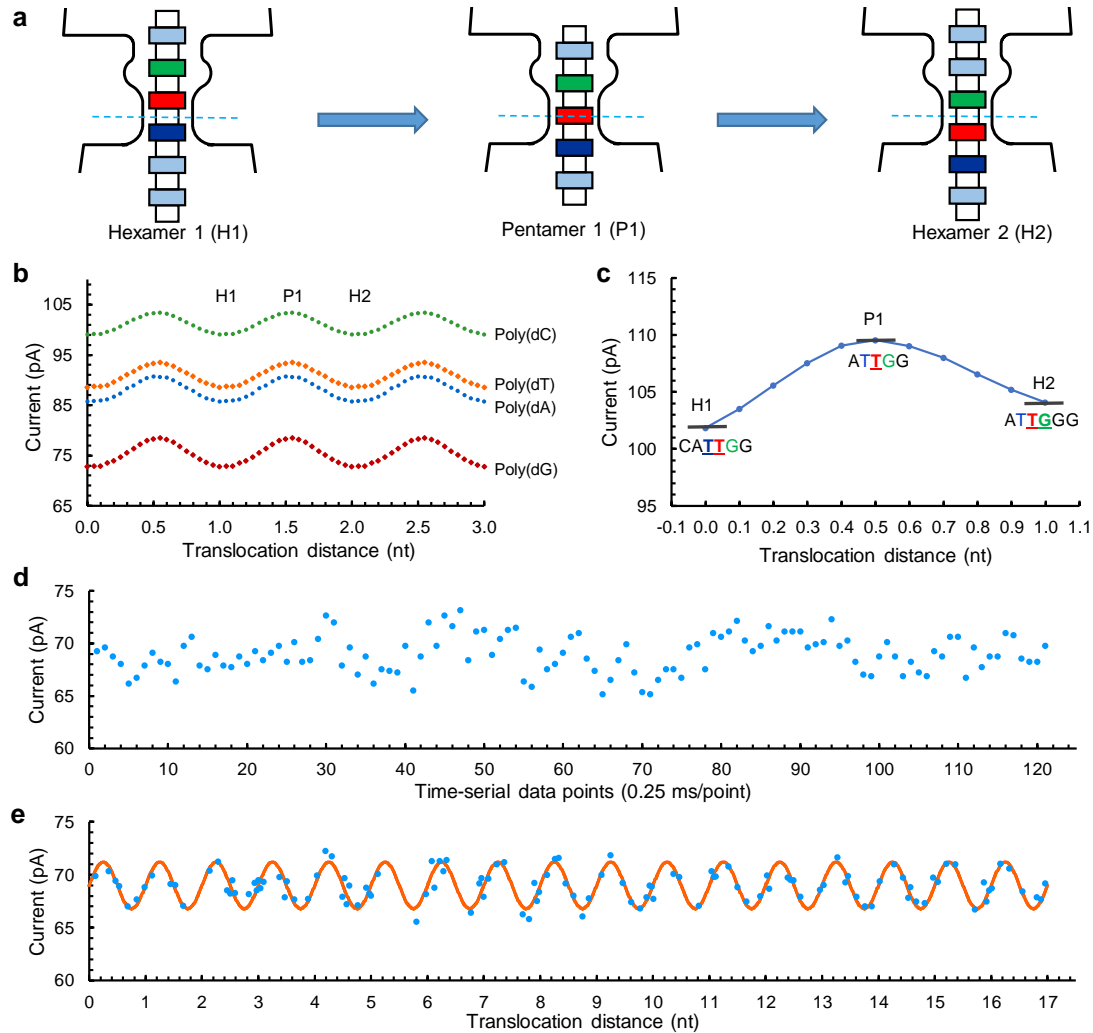 a
Hexamer 1 (H1)
Pentamer 1 (P1)
Hexamer 2 (H2)
b
105
95
85
75
65
Current (pA)
H1 P1 H2
Poly(dC)
Poly(dT)
Poly(dA)
Poly(dG)
0.0 0.5 1.0 1.5 2.0 2.5 3.0
Translocation distance (nt)
c
115
110
105
100
95
Current (pA)
P1
ATTGG
H1
CATTGG
H2
ATTGGG
-0.1 0.0 0.1 0.2 0.3 0.4 0.5 0.6 0.7 0.8 0.9 1.0 1.1
Translocation distance (nt)
d
75
70
65
60
Current (pA)
0 10 20 30 40 50 60 70 80 90 100 110 120
Time-serial data points (0.25 ms/point)
e
75
70
65
60
Current (pA)
0 1 2 3 4 5 6 7 8 9 10 11 12 13 14 15 16 17
Translocation distance (nt)